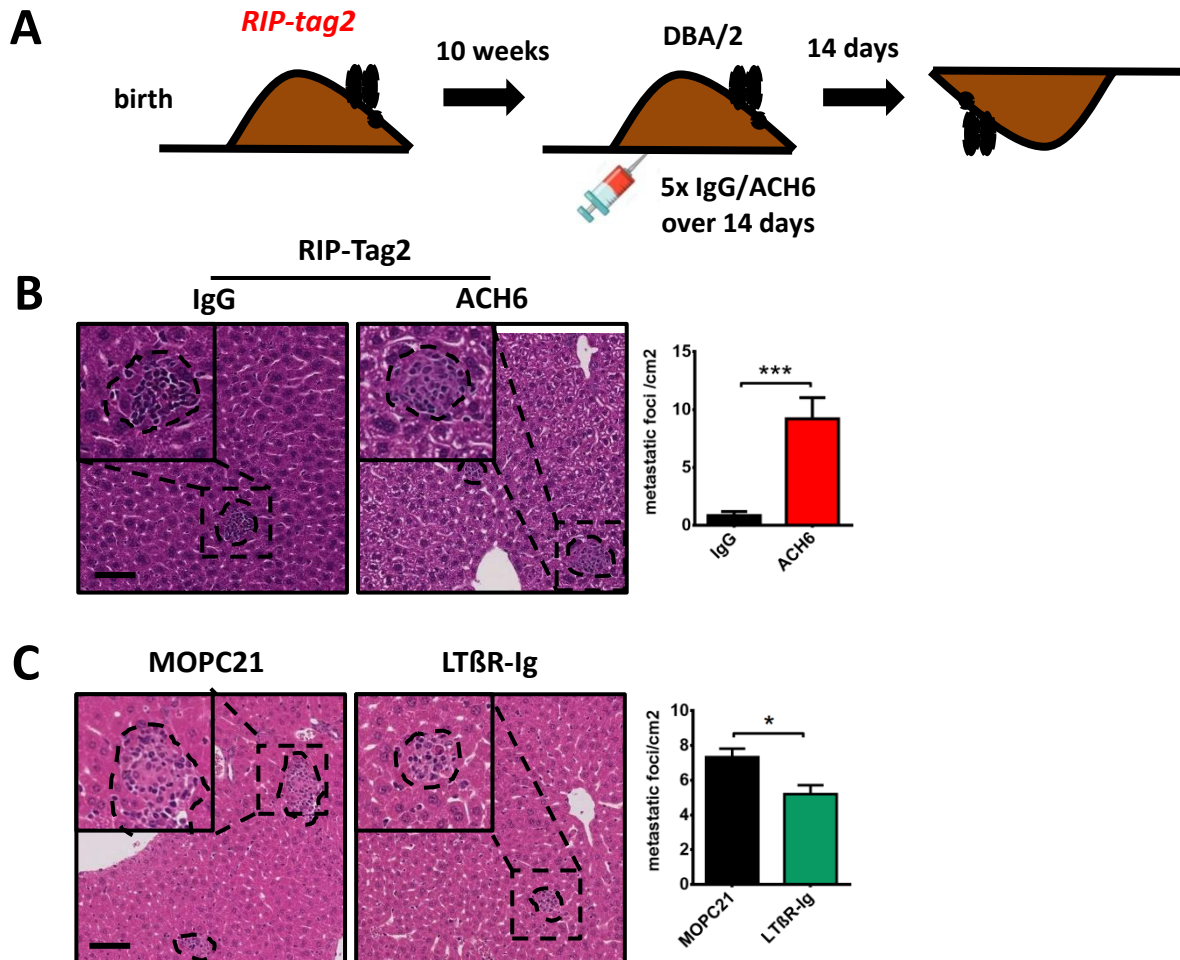 A
RIP-tag2
birth
10 weeks
DBA/2
14 days
5x IgG/ACH6
over 14 days
RIP-Tag2
B
IgG
ACH6
metastatic foci /cm2
15
10
5
0
***
IgG
ACH6
C
MOPC21
LTßR-Ig
metastatic foci/cm2
10
8
6
4
2
0
*
MOPC21
LTßR-Ig